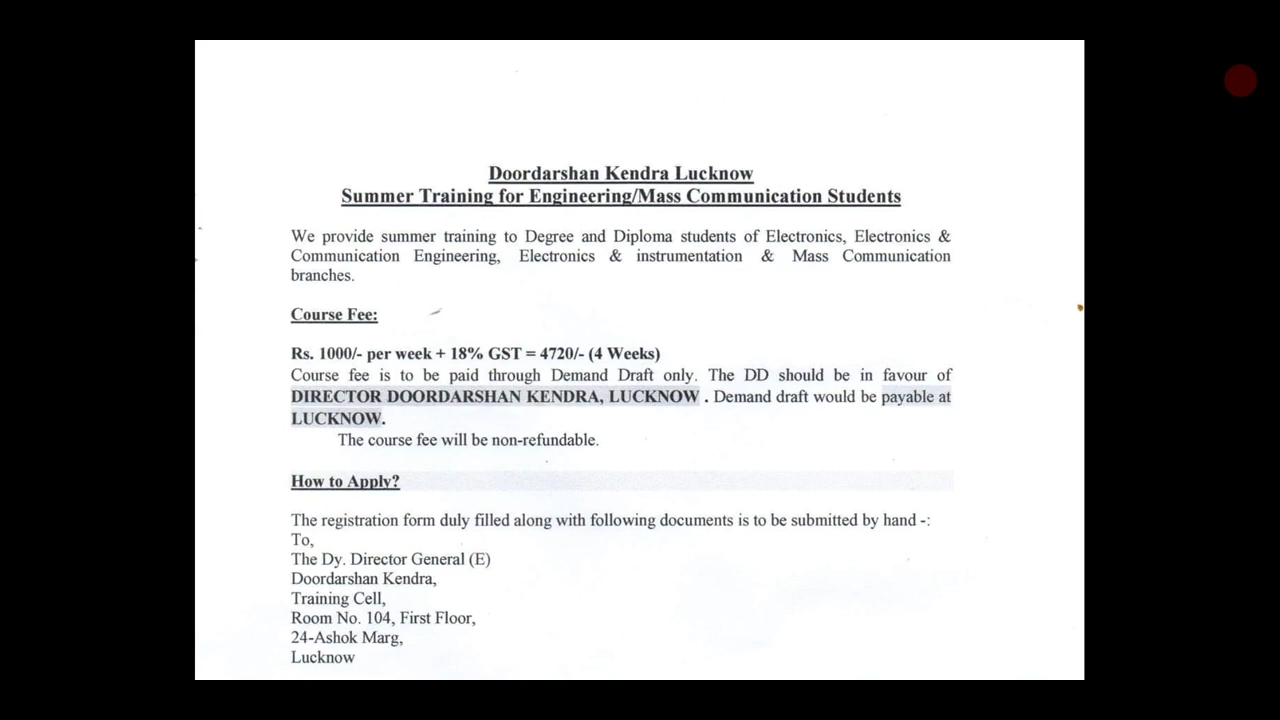 Doordarshan Kendra Lucknow
Summer Training for Engineering/Mass Communication Students
We provide summer training to Degree and Diploma students of Electronics, Electronics &
Communication Engineering, Electronics & instrumentation & Mass Communication
branches.
Course Fee:
Rs. 1000/- per week + 18% GST = 4720/- (4 Weeks)
Course fee is to be paid through Demand Draft only. The DD should be in favour of
DIRECTOR DOORDARSHAN KENDRA, LUCKNOW . Demand draft would be payable at
LUCKNOW.
The course fee will be non-refundable.
How to Apply?
The registration form duly filled along with following documents is to be submitted by hand -:
To,
The Dy. Director General (E)
Doordarshan Kendra,
Training Cell,
Room No. 104, First Floor,
24-Ashok Marg,
Lucknow